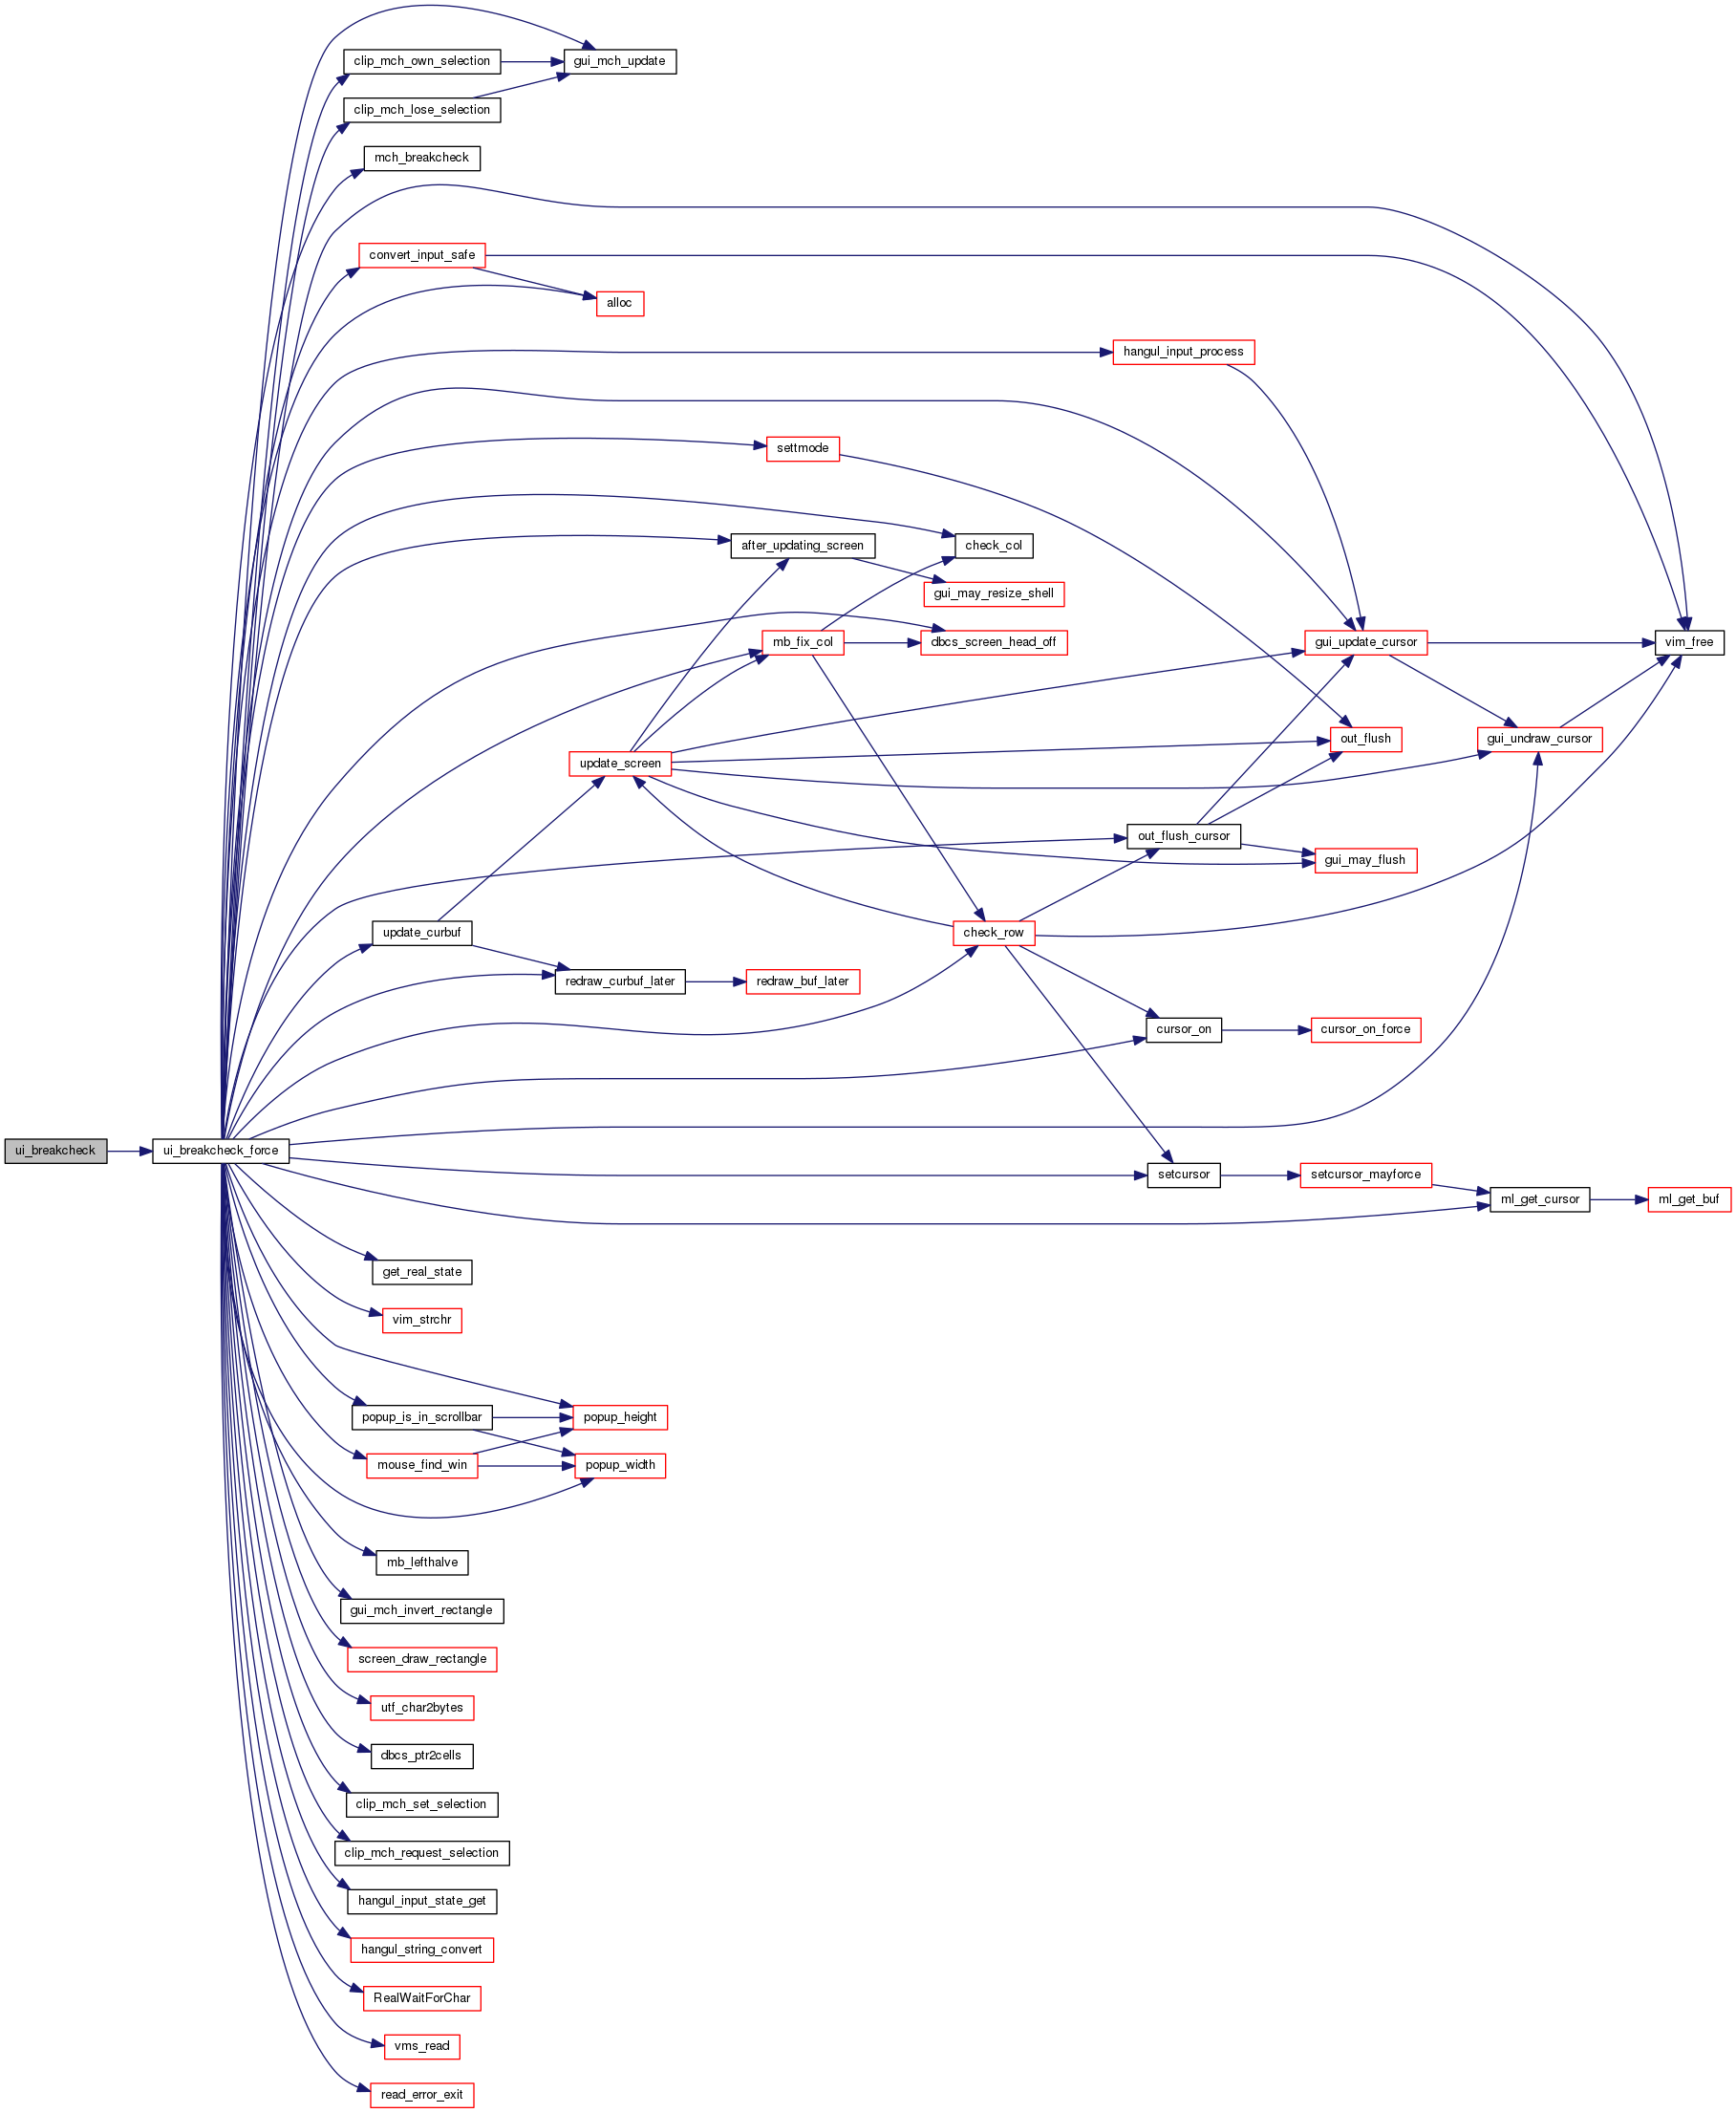 clip_mch_own_selection
gui_mch_update
clip_mch_lose_selection
mch_breakcheck
convert_input_safe
alloc
hangul_input_process
settmode
after_updating_screen
check_col
gui_may_resize_shell
mb_fix_col
dbcs_screen_head_off
gui_update_cursor
vim_free
update_screen
out_flush
gui_undraw_cursor
out_flush_cursor
gui_may_flush
update_curbuf
check_row
redraw_curbuf_later
redraw_buf_later
cursor_on
cursor_on_force
ui_breakcheck
ui_breakcheck_force
setcursor
setcursor_mayforce
ml_get_cursor
ml_get_buf
get_real_state
vim_strchr
popup_is_in_scrollbar
popup_height
mouse_find_win
popup_width
mb_lefthalve
gui_mch_invert_rectangle
screen_draw_rectangle
utf_char2bytes
dbcs_ptr2cells
clip_mch_set_selection
clip_mch_request_selection
hangul_input_state_get
hangul_string_convert
RealWaitForChar
vms_read
read_error_exit